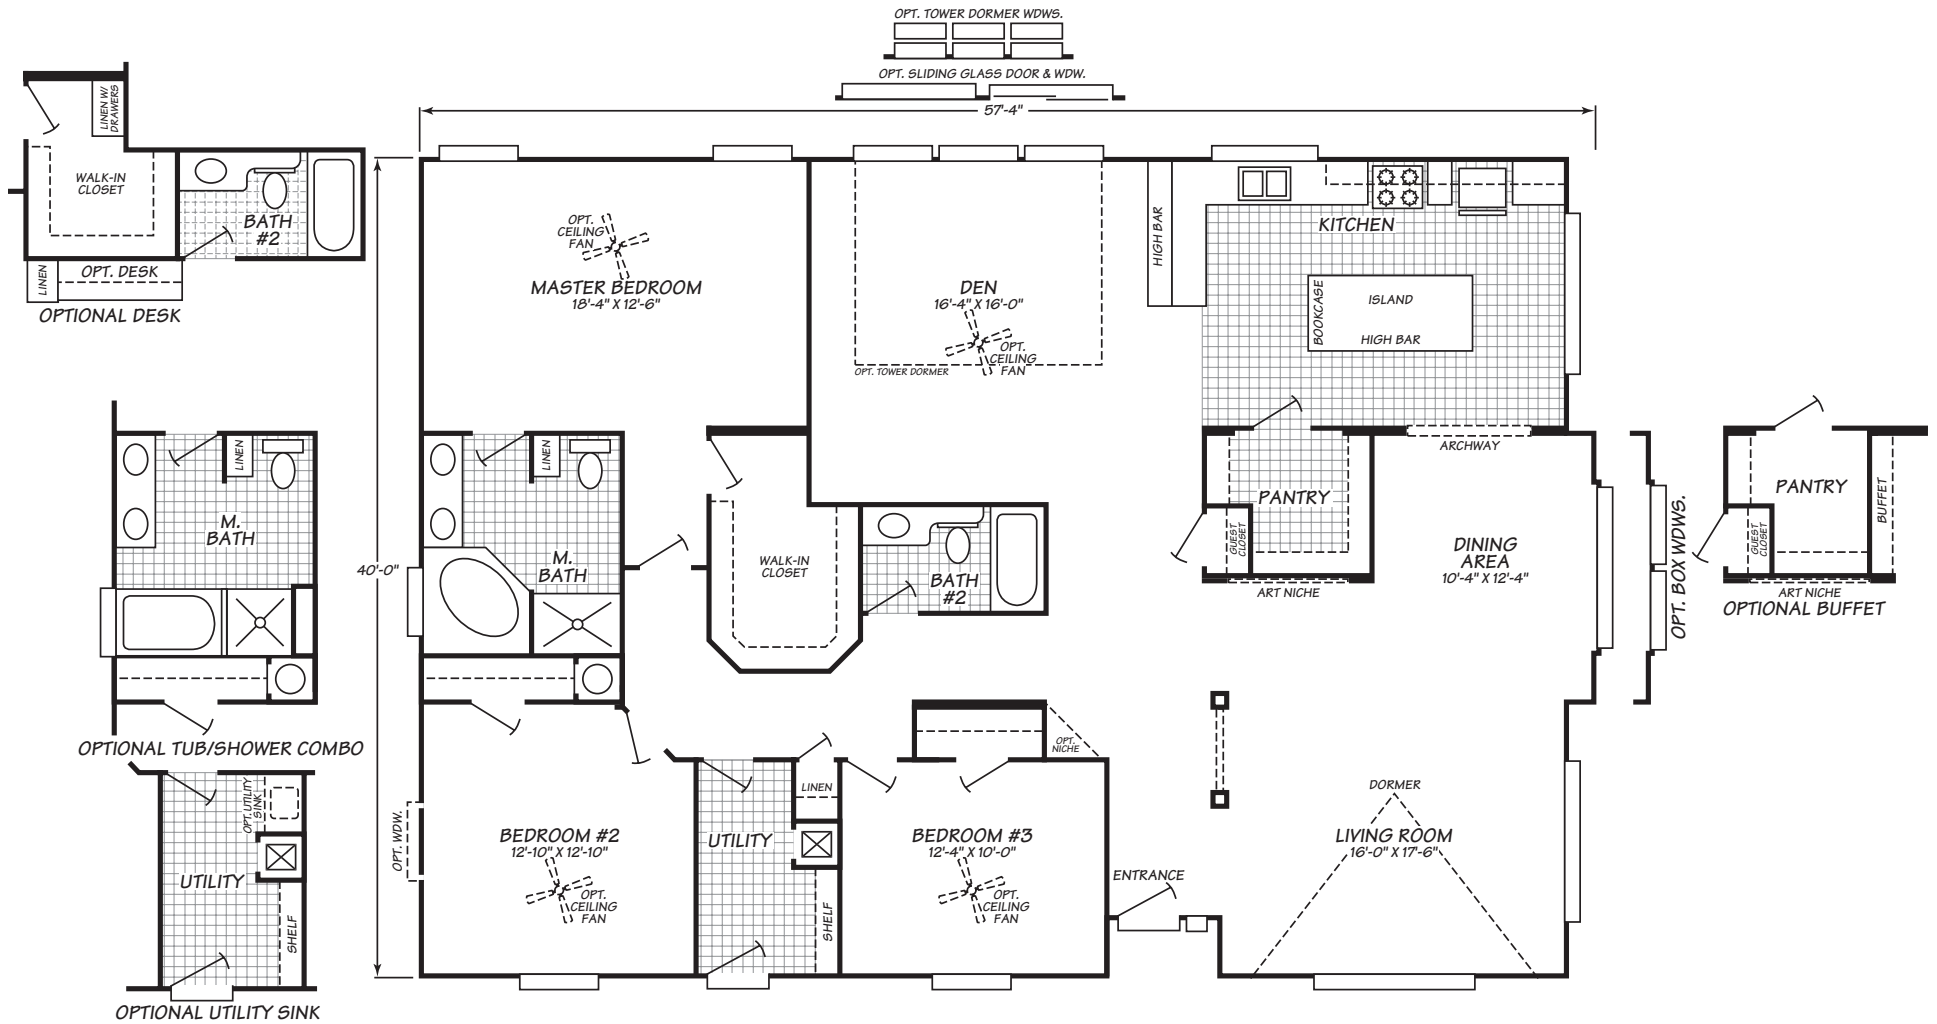 OPT. TOWER DORMER WDWS.
OPT. SLIDING GLASS DOOR & WDW.
57'-4"
40'-0"
LINEN W/
DRAWERS
WALK-IN
CLOSET
BATH
#2
LINEN
OPT. DESK
OPTIONAL DESK
LINEN
M.
BATH
OPTIONAL TUB/SHOWER COMBO
OPT. UTILITY
SINK
UTILITY
SHELF
OPTIONAL UTILITY SINK
OPT.
CEILING
FAN
MASTER BEDROOM
18'-4" X 12'-6"
DEN
16'-4" X 16'-0"
OPT.
CEILING
FAN
OPT. TOWER DORMER
HIGH BAR
KITCHEN
BOOKCASE
ISLAND
HIGH BAR
LINEN
M.
BATH
WALK-IN
CLOSET
BATH
#2
PANTRY
GUEST
CLOSET
ART NICHE
ARCHWAY
DINING
AREA
10'-4" X 12'-4"
OPT. BOX WDWS.
PANTRY
BUFFET
GUEST
CLOSET
ART NICHE
OPTIONAL BUFFET
OPT. WDW.
BEDROOM #2
12'-10" X 12'-10"
OPT.
CEILING
FAN
UTILITY
LINEN
SHELF
OPT.
NICHE
BEDROOM #3
12'-4" X 10'-0"
OPT.
CEILING
FAN
ENTRANCE
DORMER
LIVING ROOM
16'-0" X 17'-6"